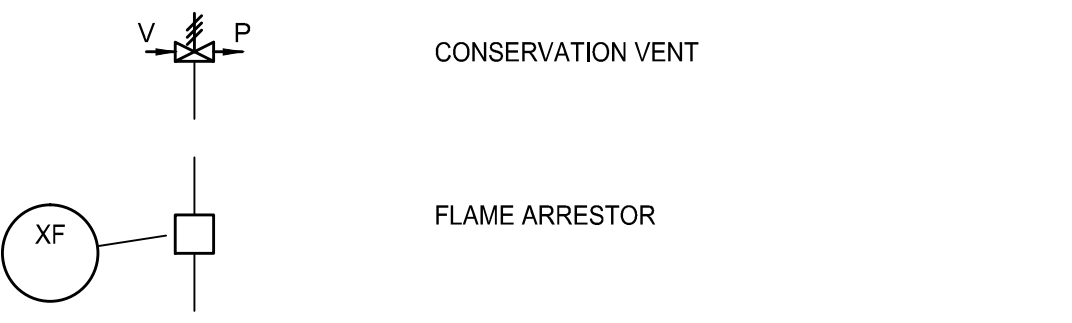 V P
CONSERVATION VENT
XF
FLAME ARRESTOR